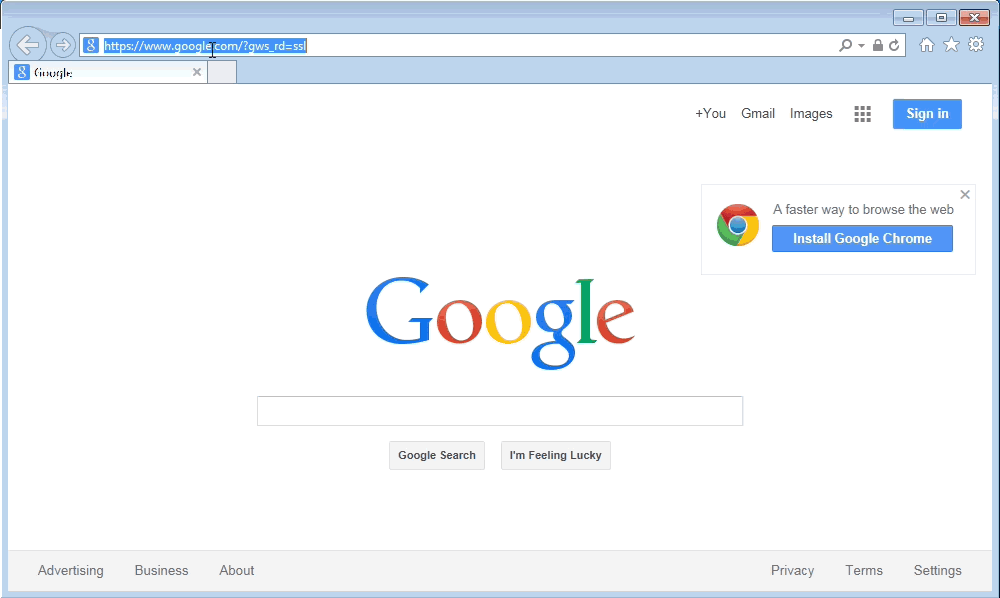 https://www.google.com/?gws_rd=ssl
Google
+You Gmail Images Sign in
A faster way to browse the web
Install Google Chrome
Google
Google Search I'm Feeling Lucky
Advertising Business About Privacy Terms Settings